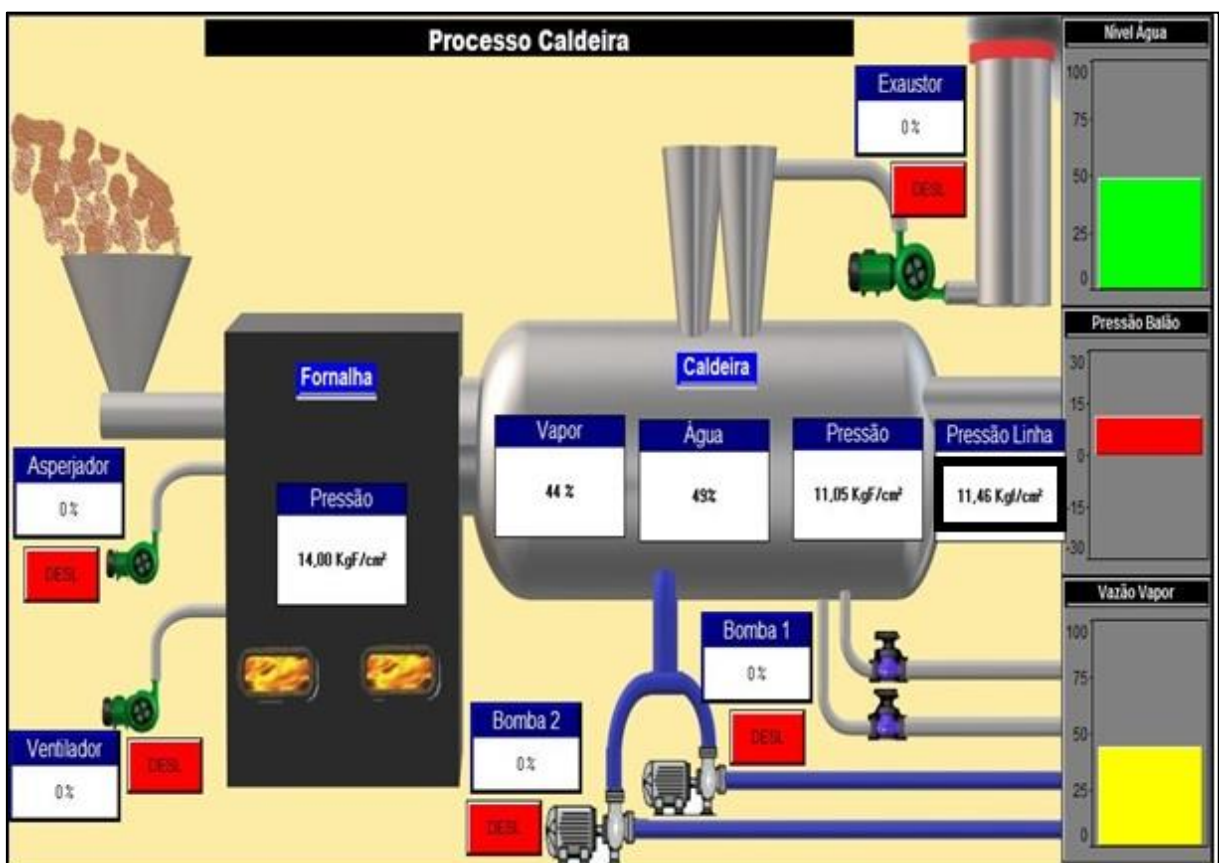 Processo Caldeira
Exaustor
0 %
DESL
Nível Água
100
75
50
25
0
Pressão Balão
30
15
0
-15
-30
Vazão Vapor
100
75
50
25
0
Fornalha
Pressão
14,00 KgF/cm²
Caldeira
Vapor
44 %
Água
49%
Pressão
11,05 KgF/cm²
Pressão Linha
11,46 Kgf/cm²
Asperjador
0 %
DESL
Ventilador
0 %
DESL
Bomba 1
0 %
DESL
Bomba 2
0 %
DESL